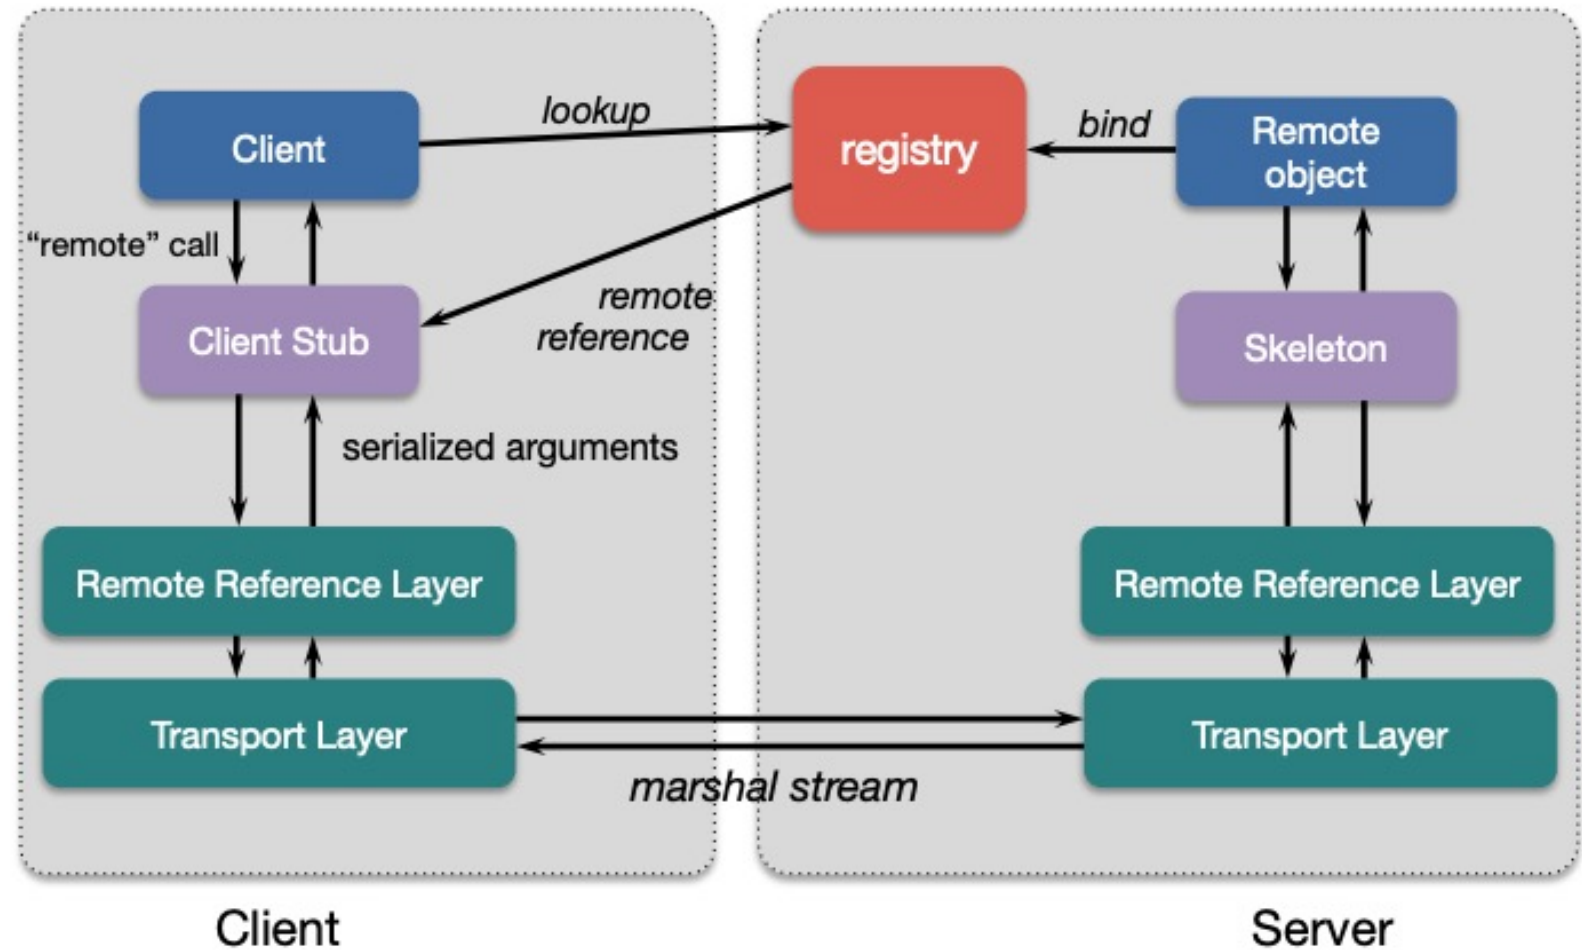 Client
lookup
registry
bind
Remote
object
“remote” call
remote
reference
Client Stub
Skeleton
serialized arguments
Remote Reference Layer
Remote Reference Layer
Transport Layer
Transport Layer
marshal stream
Client
Server